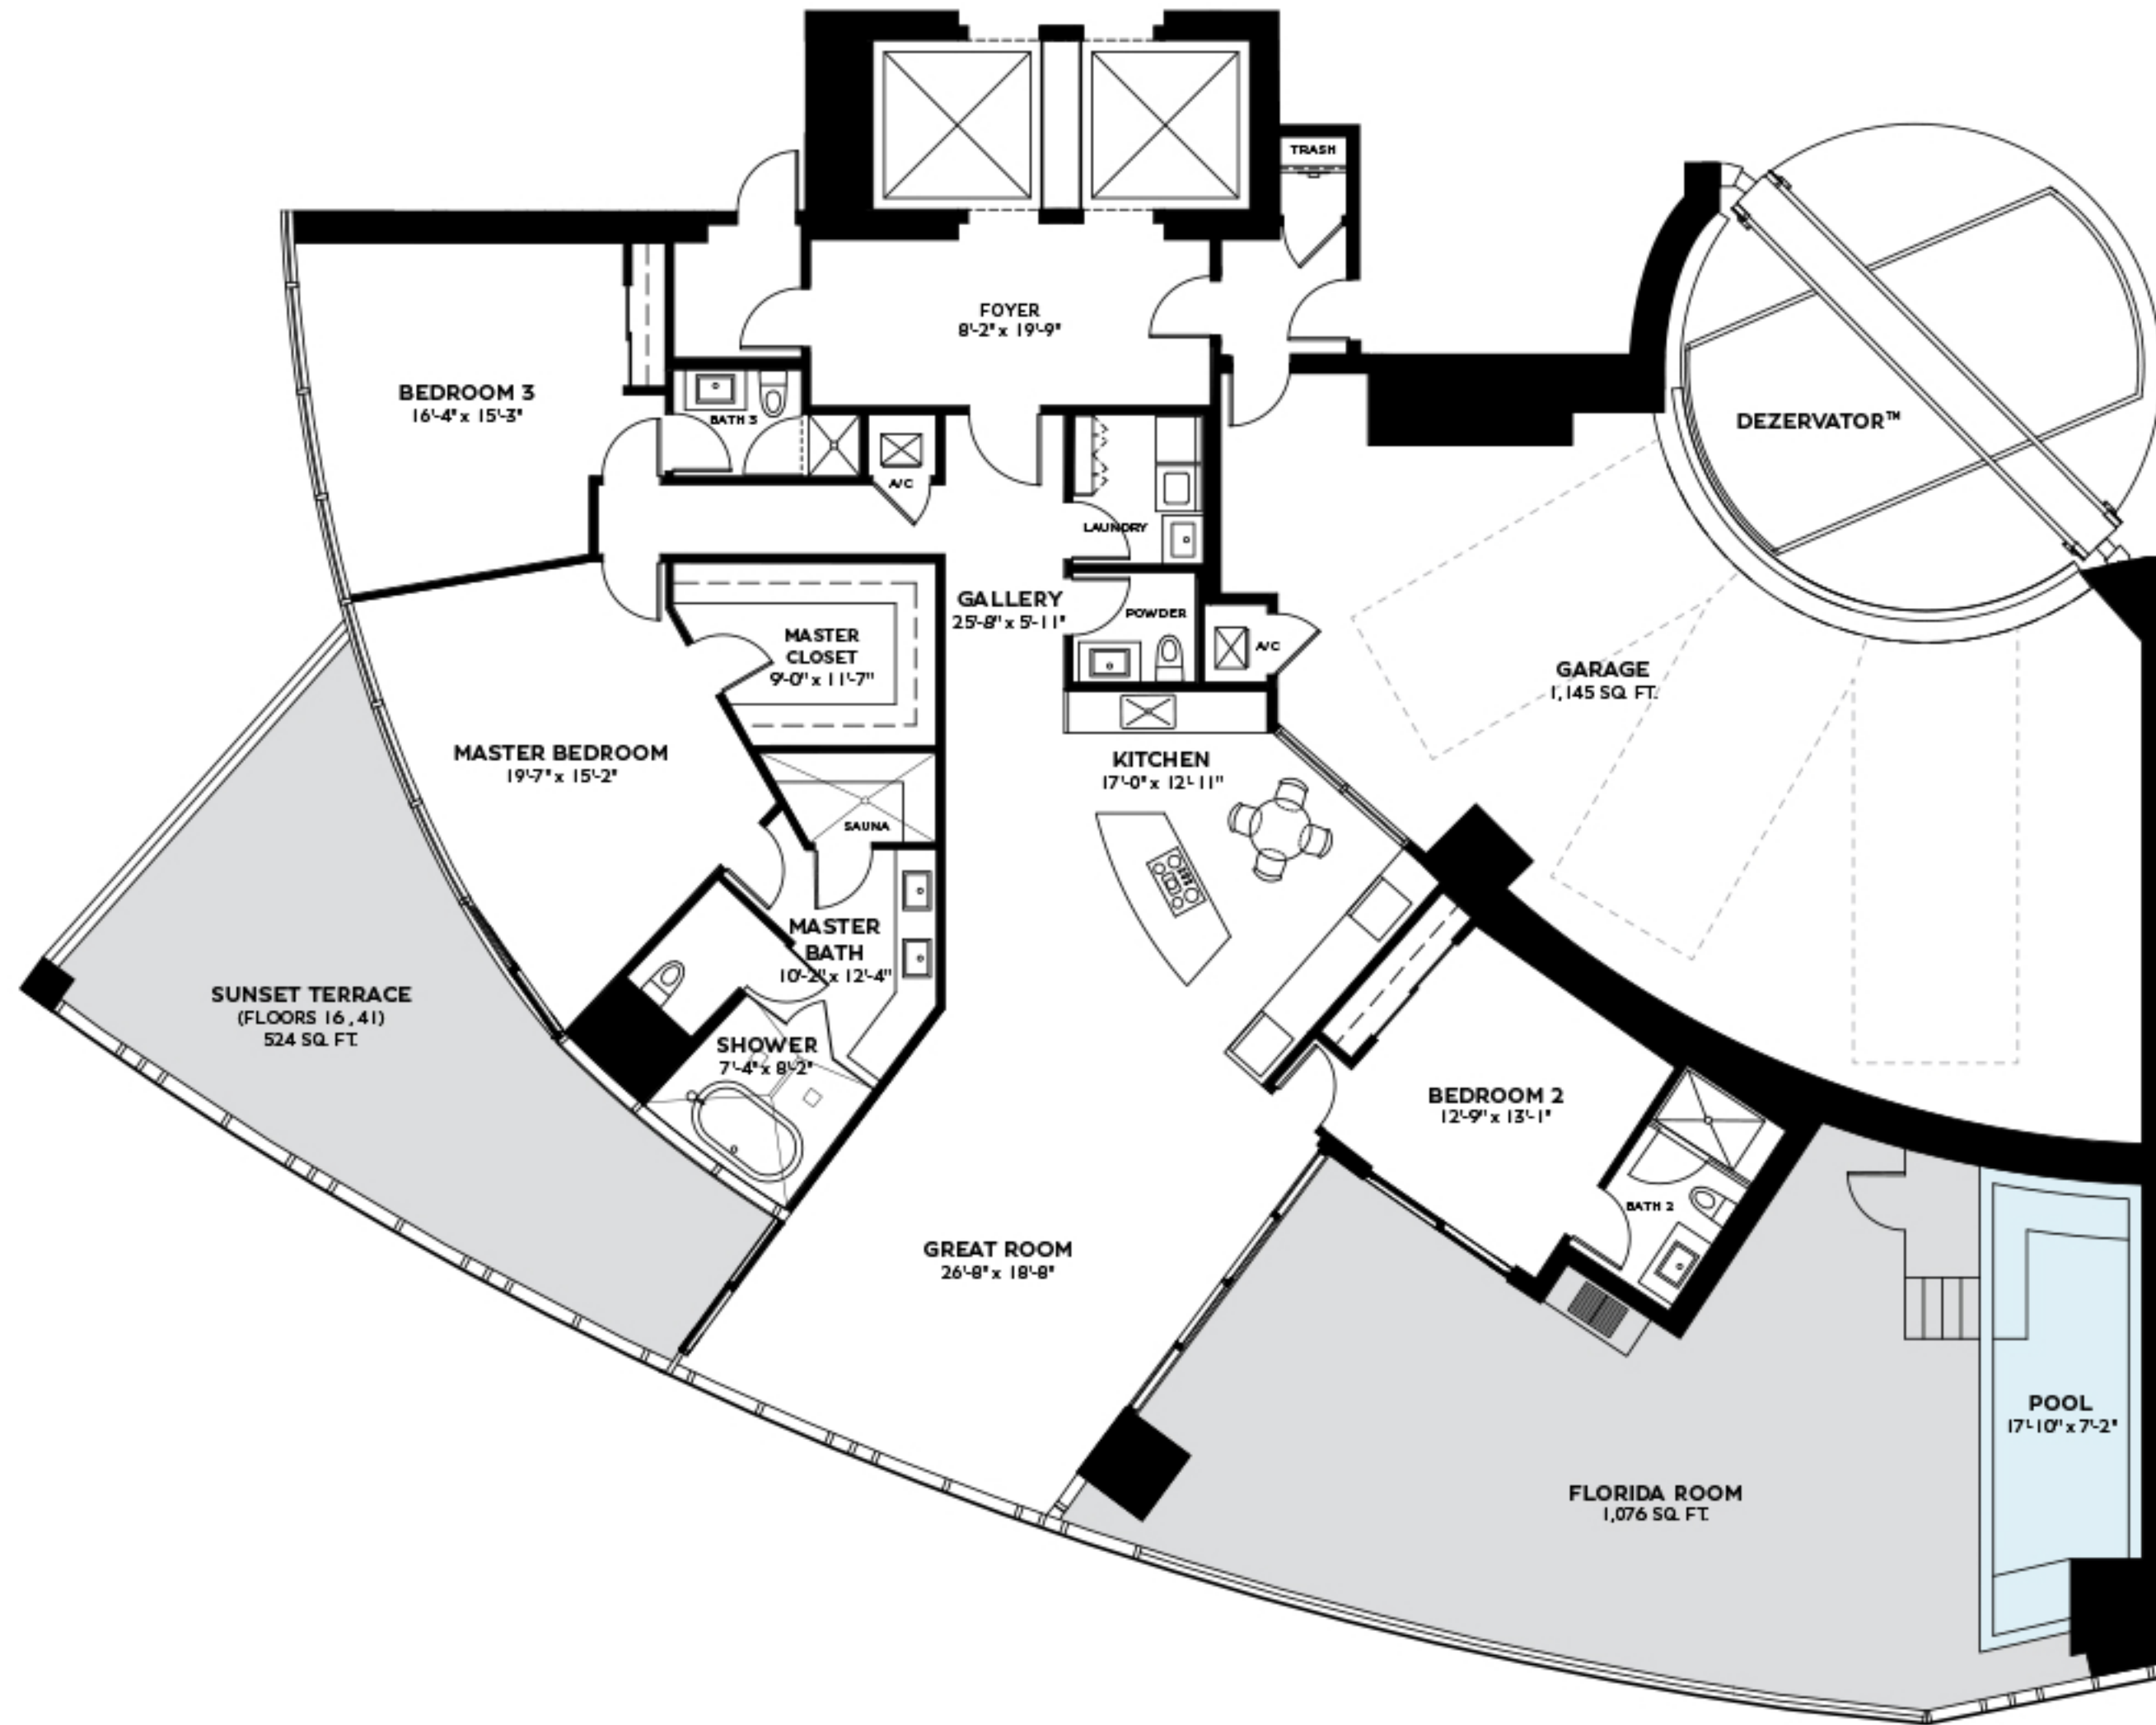 TRASH
FOYER
8'-2" x 19'-9"
BEDROOM 3
16'-4" x 15'-3"
BATH 3
DEZERVATOR™
A/C
LAUNDRY
GALLERY
25'-8" x 5'-11"
POWDER
MASTER
CLOSET
9'-0" x 11'-7"
A/C
GARAGE
1,145 SQ. FT.
MASTER BEDROOM
19'-7" x 15'-2"
KITCHEN
17'-0" x 12'-11"
SAUNA
MASTER
BATH
10'-2" x 12'-4"
SUNSET TERRACE
(FLOORS 16, 41)
524 SQ. FT.
SHOWER
7'-4" x 8'-2"
BEDROOM 2
12'-9" x 13'-1"
BATH 2
GREAT ROOM
26'-8" x 18'-8"
POOL
17'-10" x 7'-2"
FLORIDA ROOM
1,076 SQ. FT.